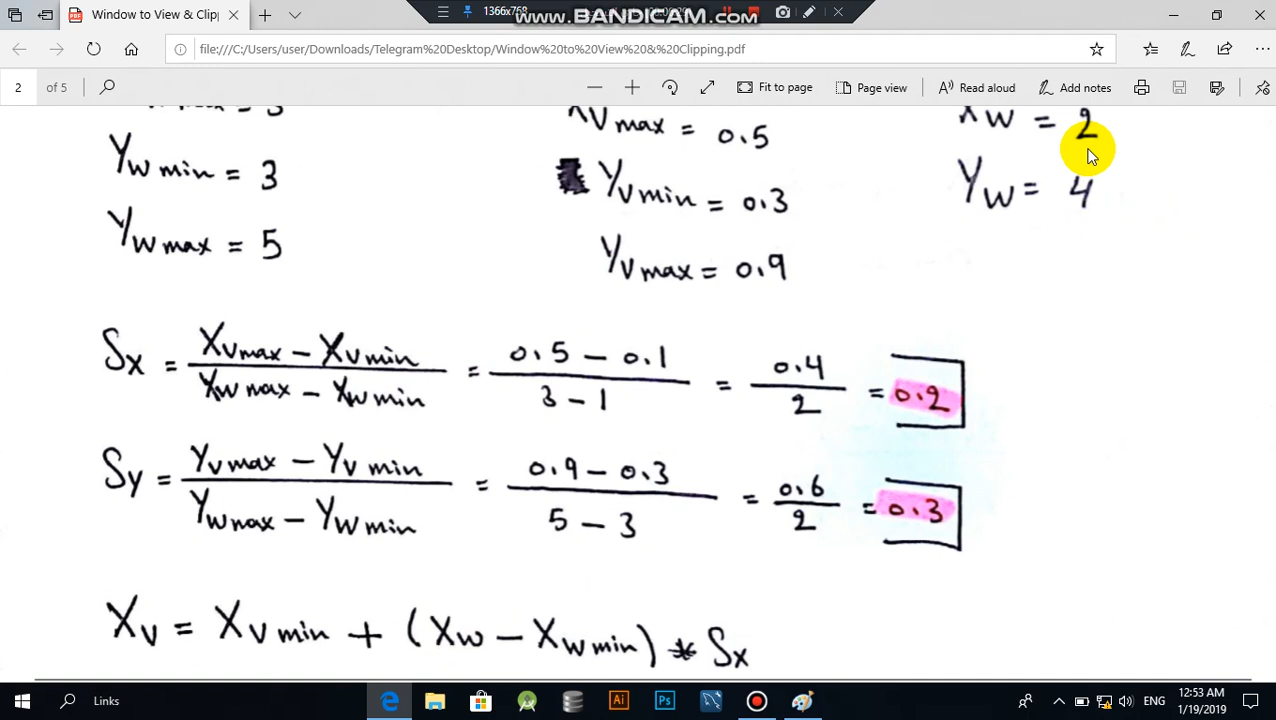 Window to View & Clipp
1366x768
www.BANDICAM.com
file:///C:/Users/user/Downloads/Telegram%20Desktop/Window%20to%20View%20&%20Clipping.pdf
2 of 5
Fit to page
Page view
Read aloud
Add notes
Yw min = 3
Yw max = 5
Xv max = 0.5
Yv min = 0.3
Yv max = 0.9
Xw = 2
Yw = 4
Sx = Xv max - Xv min / Xw max - Xw min = 0.5 - 0.1 / 3 - 1 = 0.4 / 2 = 0.2
Sy = Yv max - Yv min / Yw max - Yw min = 0.9 - 0.3 / 5 - 3 = 0.6 / 2 = 0.3
Xv = Xv min + (Xw - Xw min) * Sx
Links
ENG
12:53 AM
1/19/2019